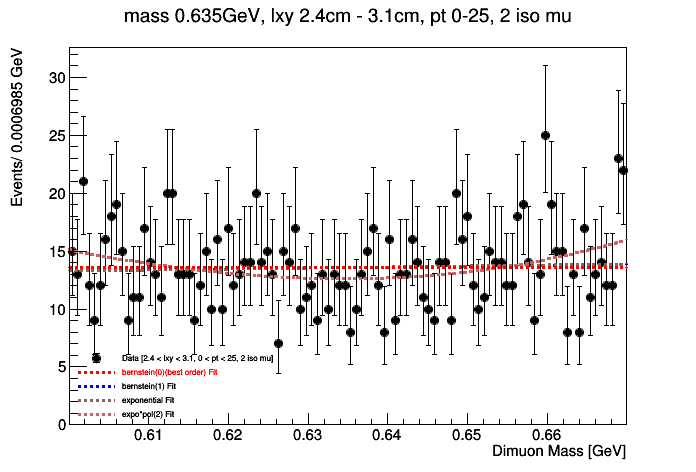 mass 0.635GeV, lxy 2.4cm - 3.1cm, pt 0-25, 2 iso mu
Events/ 0.0006985 GeV
30
25
20
15
10
5
0
Data [2.4 < lxy < 3.1, 0 < pt < 25, 2 iso mu]
bernstein(0)(best order) Fit
bernstein(1) Fit
exponential Fit
expo*pol(2) Fit
0.61 0.62 0.63 0.64 0.65 0.66
Dimuon Mass [GeV]